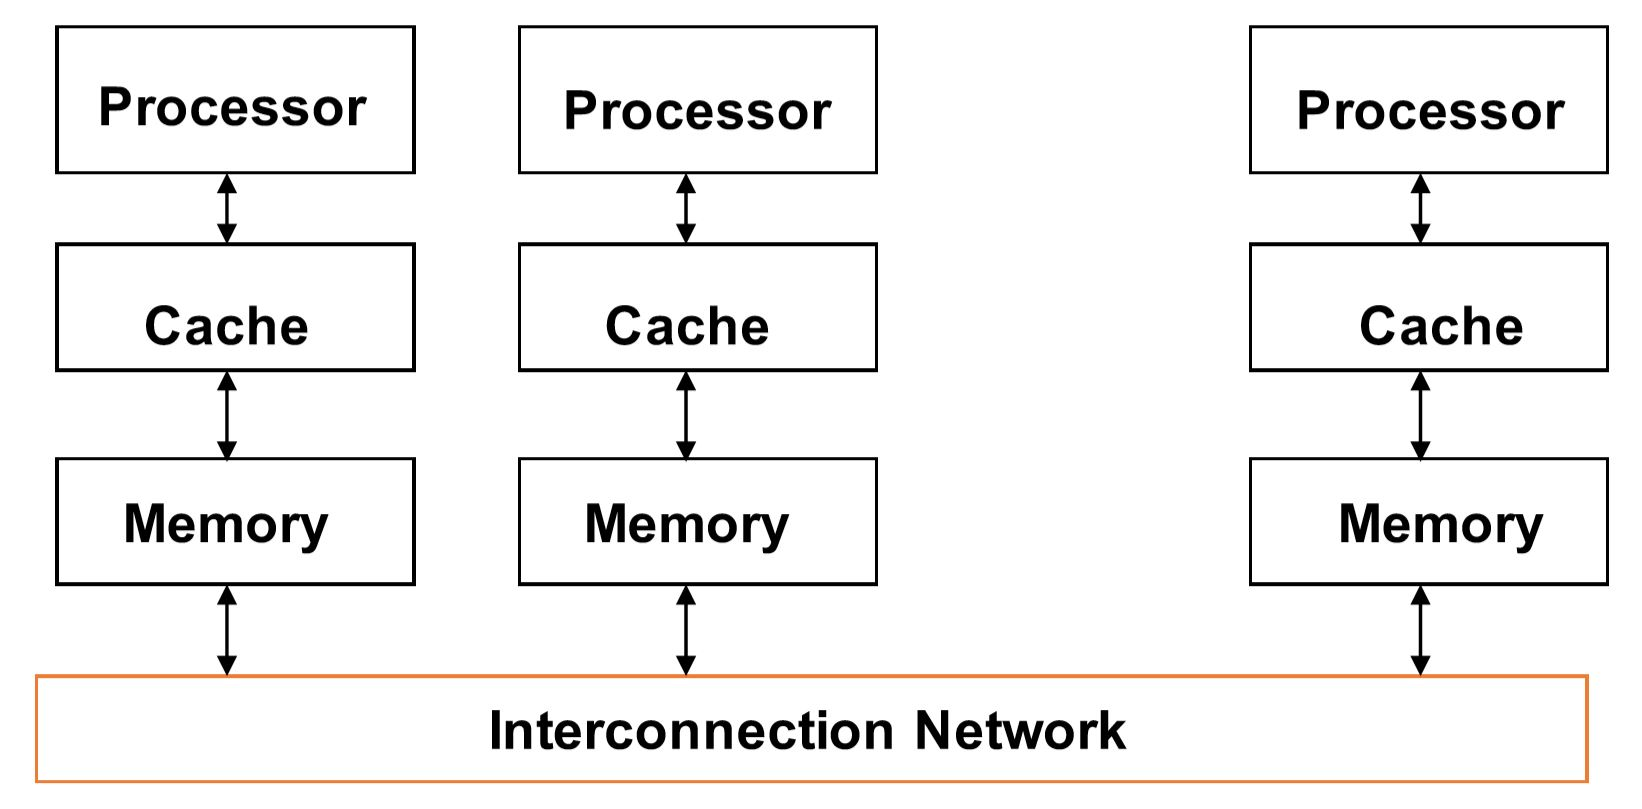 Processor
Processor
Processor
Cache
Cache
Cache
Memory
Memory
Memory
Interconnection Network